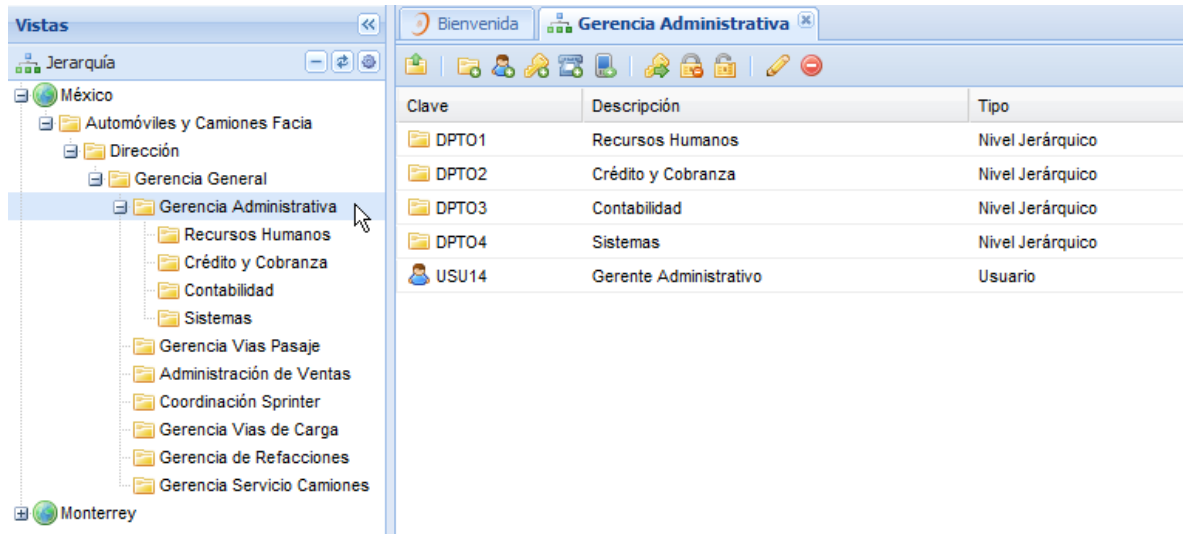 Vistas
Jerarquía
México
Automóviles y Camiones Facia
Dirección
Gerencia General
Gerencia Administrativa
Recursos Humanos
Crédito y Cobranza
Contabilidad
Sistemas
Gerencia Vias Pasaje
Administración de Ventas
Coordinación Sprinter
Gerencia Vias de Carga
Gerencia de Refacciones
Gerencia Servicio Camiones
Monterrey
Bienvenida Gerencia Administrativa
Clave Descripción Tipo
DPTO1 Recursos Humanos Nivel Jerárquico
DPTO2 Crédito y Cobranza Nivel Jerárquico
DPTO3 Contabilidad Nivel Jerárquico
DPTO4 Sistemas Nivel Jerárquico
USU14 Gerente Administrativo Usuario